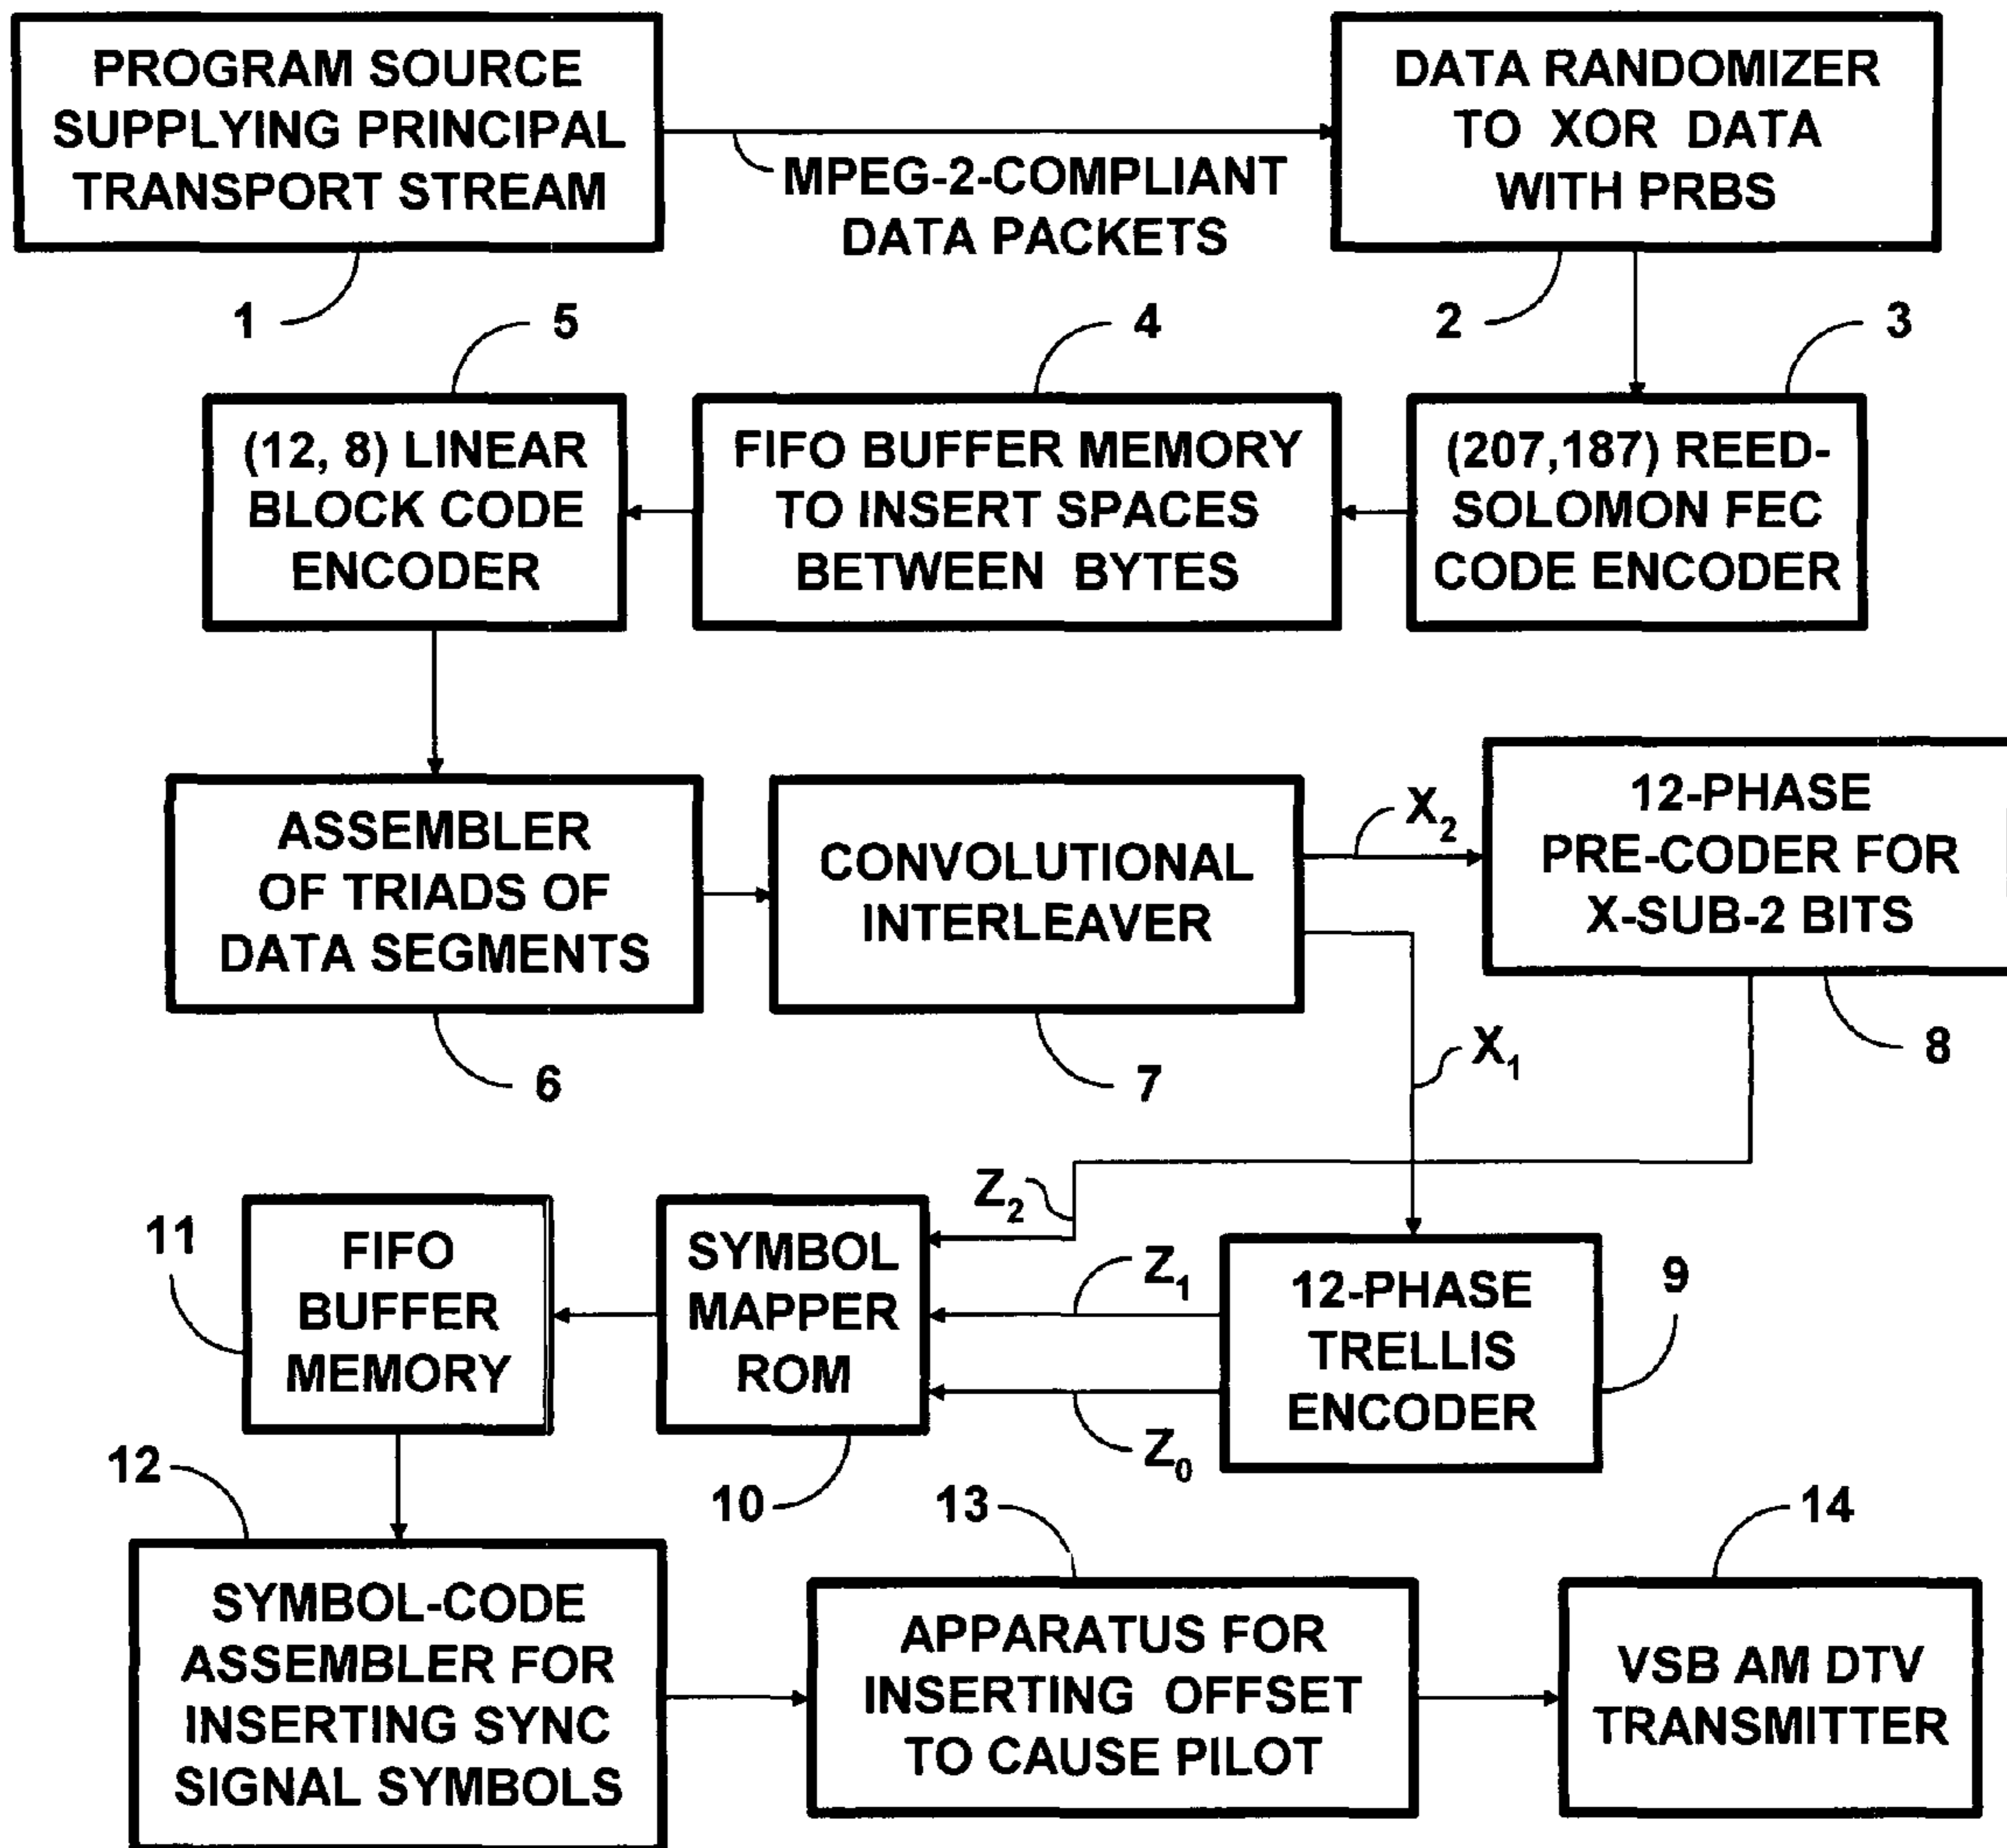 PROGRAM SOURCE
SUPPLYING PRINCIPAL
TRANSPORT STREAM
MPEG-2-COMPLIANT
DATA PACKETS
DATA RANDOMIZER
TO XOR DATA
WITH PRBS
1
5
4
2
3
(12, 8) LINEAR
BLOCK CODE
ENCODER
FIFO BUFFER MEMORY
TO INSERT SPACES
BETWEEN BYTES
(207,187) REED-
SOLOMON FEC
CODE ENCODER
ASSEMBLER
OF TRIADS OF
DATA SEGMENTS
CONVOLUTIONAL
INTERLEAVER
X₂
12-PHASE
PRE-CODER FOR
X-SUB-2 BITS
6
7
X₁
8
11
FIFO
BUFFER
MEMORY
SYMBOL
MAPPER
ROM
Z₂
Z₁
Z₀
12-PHASE
TRELLIS
ENCODER
9
12
10
13
14
SYMBOL-CODE
ASSEMBLER FOR
INSERTING SYNC
SIGNAL SYMBOLS
APPARATUS FOR
INSERTING OFFSET
TO CAUSE PILOT
VSB AM DTV
TRANSMITTER